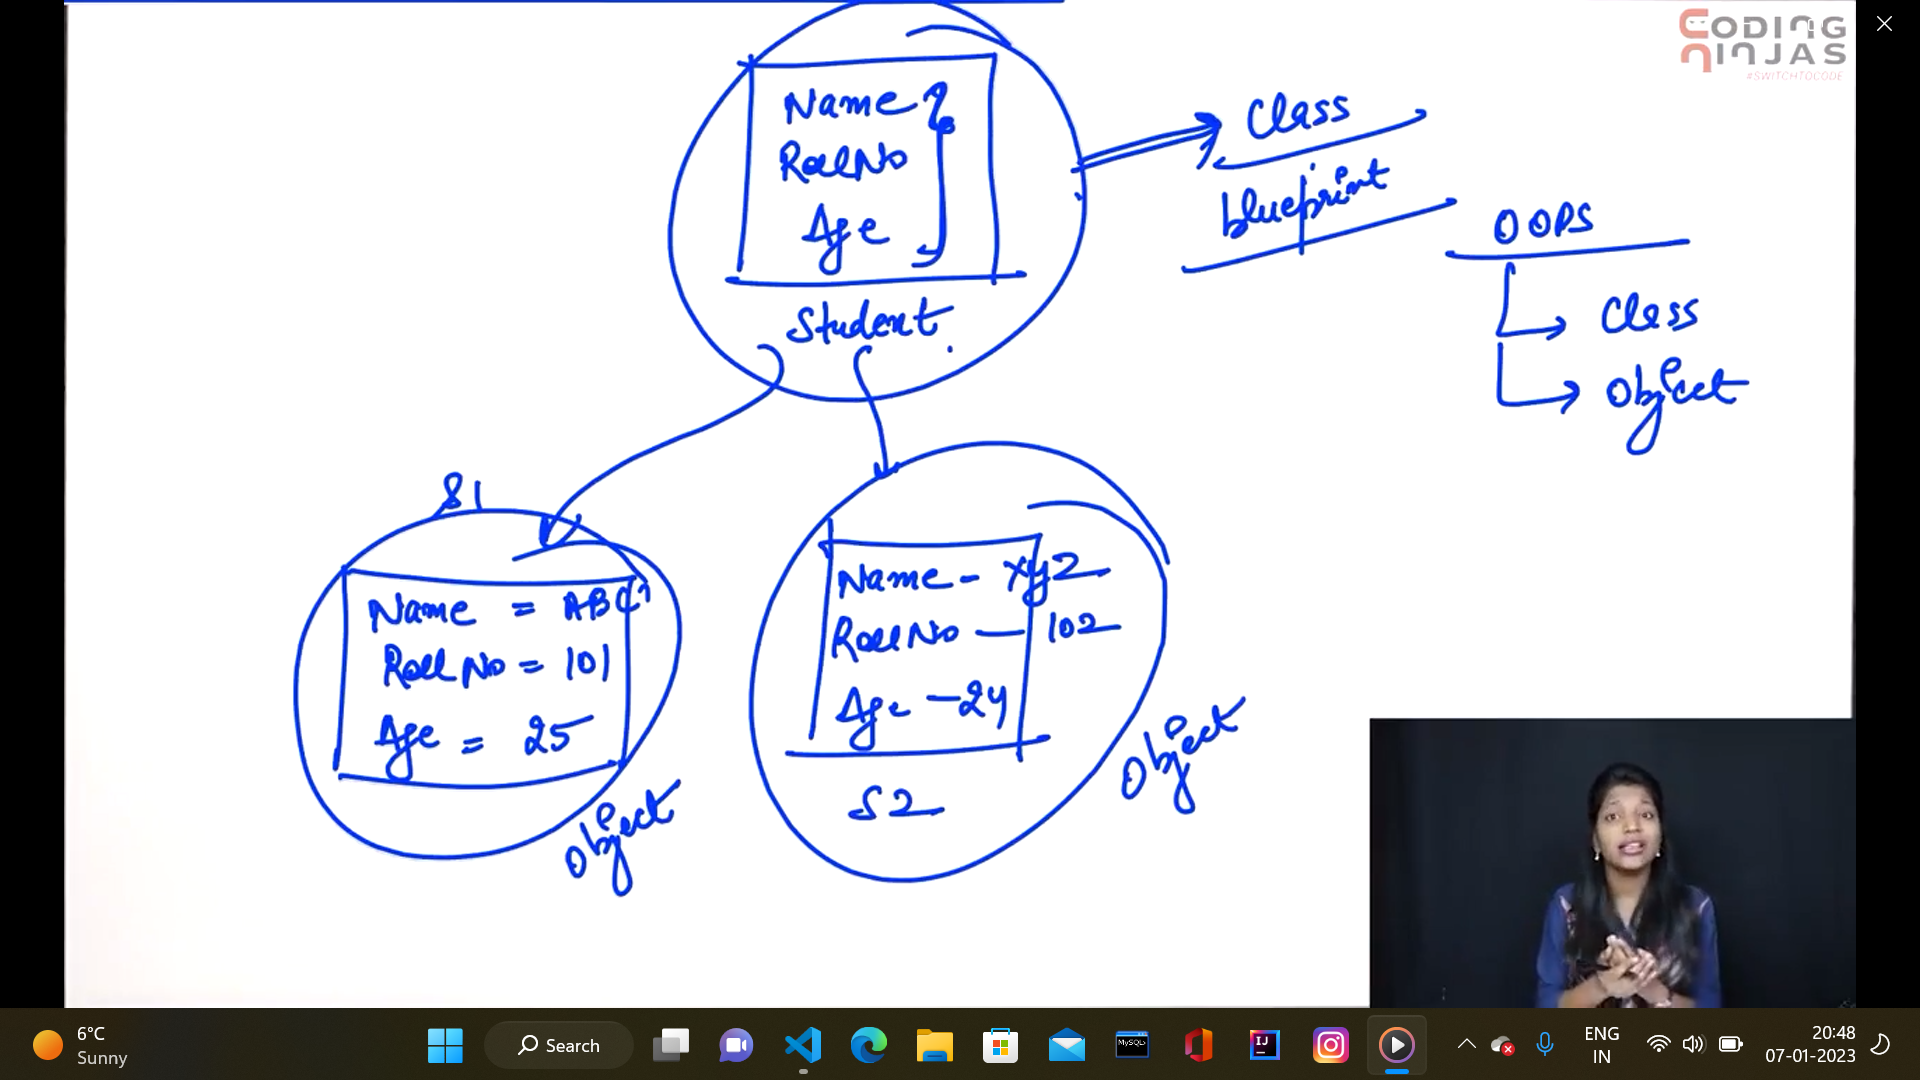 CODING
NINJAS
#SWITCHTOCODE
Name
RollNo
Age
Student
Class
blueprint
OOPS
Class
Object
S1
Name = ABC
Roll No = 101
Age = 25
Object
Name - xyz
RollNo — 102
Age - 24
S2
Object
6°C
Sunny
Search
MySQL
IJ
ENG
IN
20:48
07-01-2023